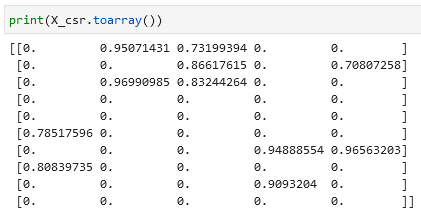 print(X_csr.toarray())
[[0.         0.95071431 0.73199394 0.         0.        ]
 [0.         0.         0.86617615 0.         0.70807258]
 [0.         0.96990985 0.83244264 0.         0.        ]
 [0.         0.         0.         0.         0.        ]
 [0.         0.         0.         0.         0.        ]
 [0.78517596 0.         0.         0.         0.        ]
 [0.         0.         0.         0.94888554 0.96563203]
 [0.80839735 0.         0.         0.         0.        ]
 [0.         0.         0.         0.9093204  0.        ]
 [0.         0.         0.         0.         0.        ]]